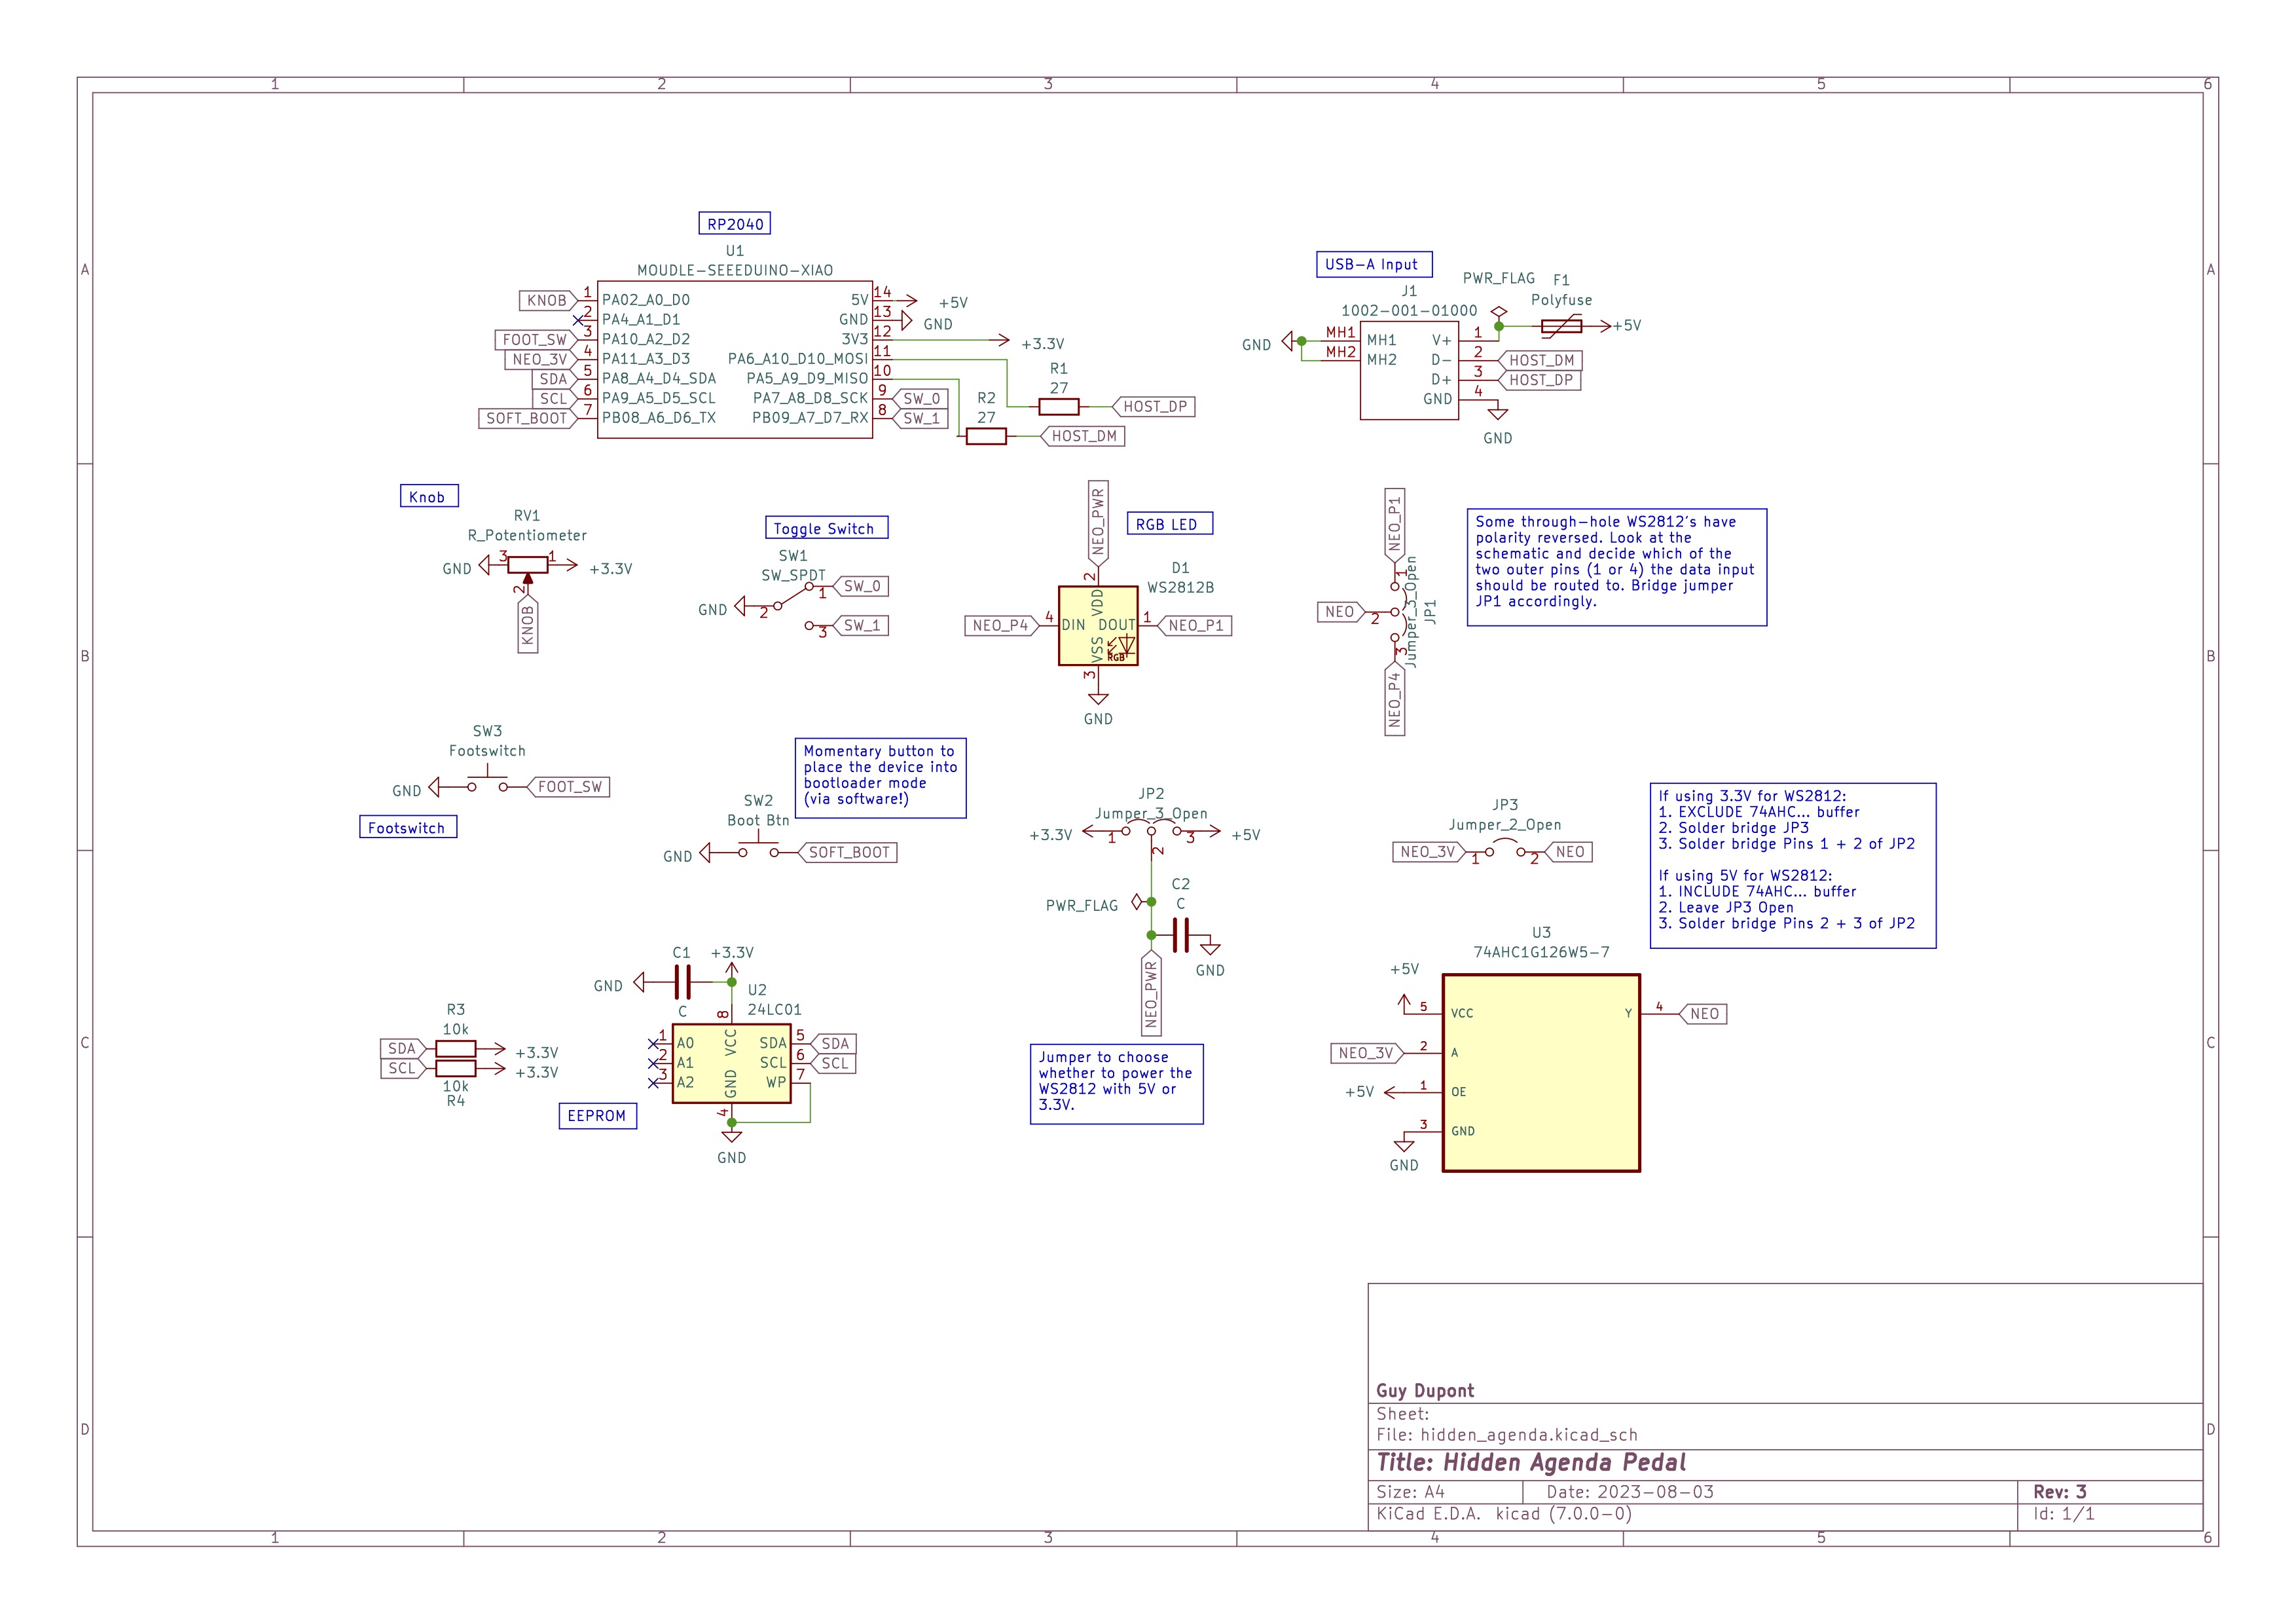 1 2 3 4 5 6
A
A
RP2040
U1
MOUDLE-SEEEDUINO-XIAO
KNOB 1 PA02_A0_D0
2 PA4_A1_D1
FOOT_SW 3 PA10_A2_D2
NEO_3V 4 PA11_A3_D3
SDA 5 PA8_A4_D4_SDA
SCL 6 PA9_A5_D5_SCL
SOFT_BOOT 7 PB08_A6_D6_TX
5V 14 +5V
GND 13 GND
3V3 12 +3.3V
PA6_A10_D10_MOSI 11
PA5_A9_D9_MISO 10
PA7_A8_D8_SCK 9 SW_0
PB09_A7_D7_RX 8 SW_1
R1
27
HOST_DP
R2
27
HOST_DM
USB-A Input
PWR_FLAG
F1
Polyfuse
+5V
J1
1002-001-01000
GND
MH1 MH1
MH2 MH2
V+ 1
D- 2 HOST_DM
D+ 3 HOST_DP
GND 4
GND
Knob
RV1
R_Potentiometer
GND 3 1 +3.3V
2
KNOB
Toggle Switch
SW1
SW_SPDT
GND 2
1 SW_0
3 SW_1
RGB LED
NEO_PWR
2
D1
WS2812B
VDD
NEO_P4 4 DIN DOUT 1 NEO_P1
VSS
RGB
3
GND
NEO_P1
1
NEO 2
Jumper_3_Open
JP1
3
NEO_P4
Some through-hole WS2812's have
polarity reversed. Look at the
schematic and decide which of the
two outer pins (1 or 4) the data input
should be routed to. Bridge jumper
JP1 accordingly.
B
B
SW3
Footswitch
GND FOOT_SW
Footswitch
Momentary button to
place the device into
bootloader mode
(via software!)
SW2
Boot Btn
GND SOFT_BOOT
JP2
Jumper_3_Open
+3.3V 1 3 +5V
2
C2
C
PWR_FLAG
GND
NEO_PWR
Jumper to choose
whether to power the
WS2812 with 5V or
3.3V.
JP3
Jumper_2_Open
NEO_3V 1 2 NEO
If using 3.3V for WS2812:
1. EXCLUDE 74AHC... buffer
2. Solder bridge JP3
3. Solder bridge Pins 1 + 2 of JP2
If using 5V for WS2812:
1. INCLUDE 74AHC... buffer
2. Leave JP3 Open
3. Solder bridge Pins 2 + 3 of JP2
C
C
R3
10k
SDA +3.3V
SCL +3.3V
10k
R4
C1 +3.3V
GND
C
U2
24LC01
8
VCC
1 A0 SDA 5 SDA
2 A1 SCL 6 SCL
3 A2 WP 7
GND
4
GND
EEPROM
U3
74AHC1G126W5-7
+5V
5 VCC Y 4 NEO
NEO_3V 2 A
+5V 1 OE
3 GND
GND
D
D
Guy Dupont
Sheet:
File: hidden_agenda.kicad_sch
Title: Hidden Agenda Pedal
Size: A4 Date: 2023-08-03 Rev: 3
KiCad E.D.A. kicad (7.0.0-0) Id: 1/1
1 2 3 4 5 6